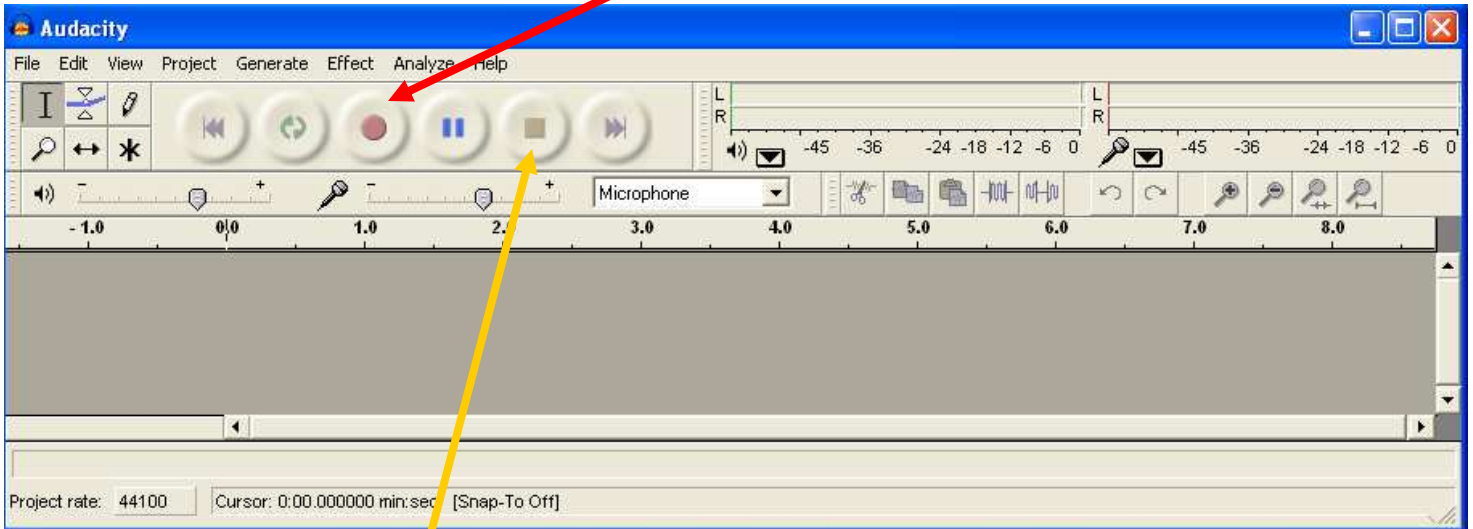 Audacity
File Edit View Project Generate Effect Analyze Help
L
R
-45 -36 -24 -18 -12 -6 0
L
R
-45 -36 -24 -18 -12 -6 0
- + - + Microphone
- 1.0 0.0 1.0 2.0 3.0 4.0 5.0 6.0 7.0 8.0
Project rate: 44100 Cursor: 0:00.000000 min:sec [Snap-To Off]